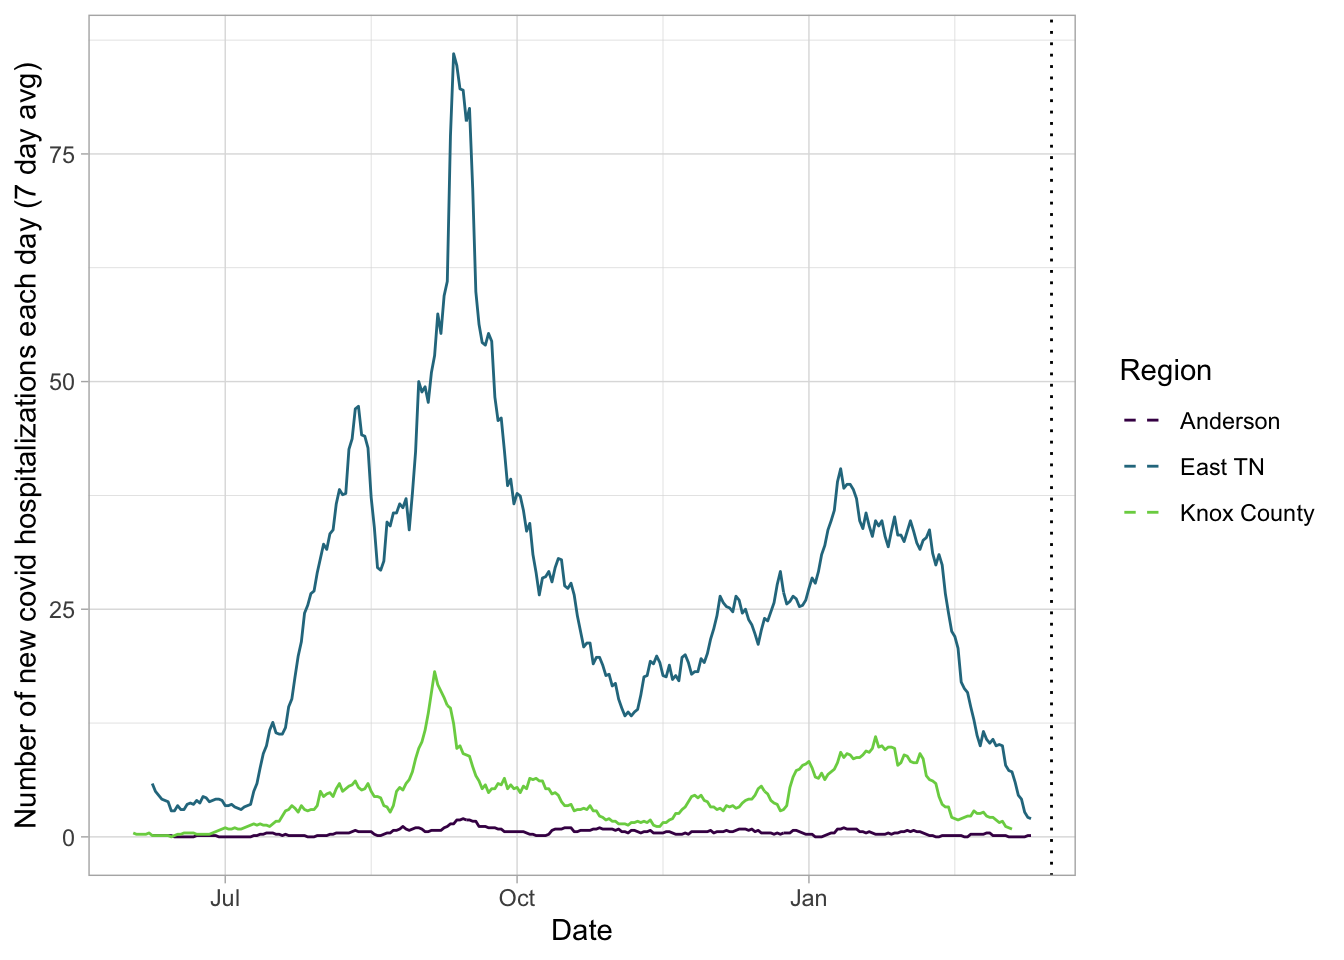 Number of new covid hospitalizations each day (7 day avg)
75
50
25
0
Jul
Oct
Jan
Date
Region
Anderson
East TN
Knox County